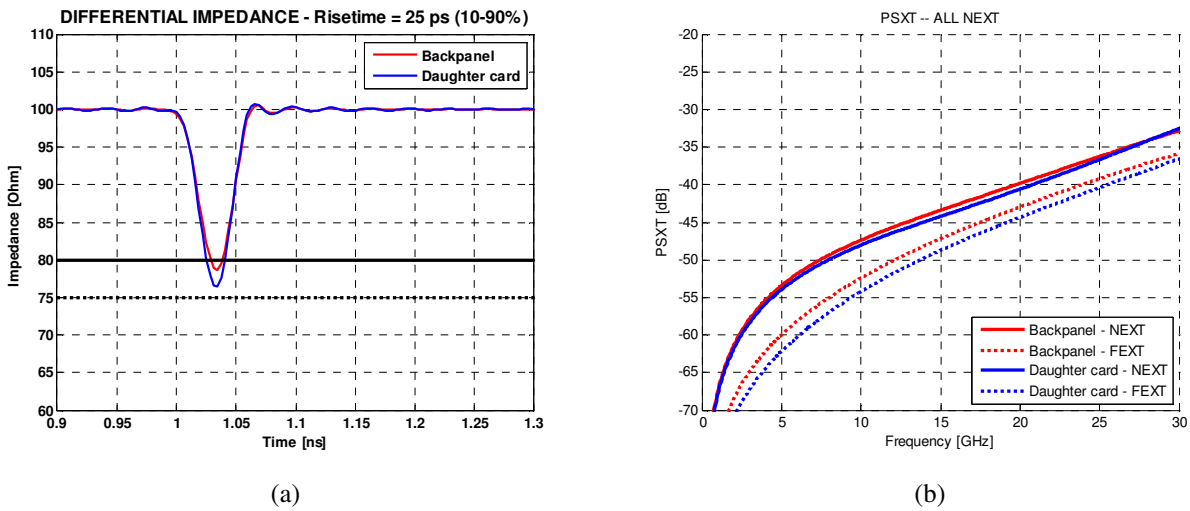 DIFFERENTIAL IMPEDANCE - Risetime = 25 ps (10-90%)
110
105
100
95
90
85
80
75
70
65
60
Impedance [Ohm]
0.9
0.95
1
1.05
1.1
1.15
1.2
1.25
1.3
Time [ns]
Backpanel
Daughter card
(a)
PSXT -- ALL NEXT
-20
-25
-30
-35
-40
-45
-50
-55
-60
-65
-70
PSXT [dB]
0
5
10
15
20
25
30
Frequency [GHz]
Backpanel - NEXT
Backpanel - FEXT
Daughter card - NEXT
Daughter card - FEXT
(b)